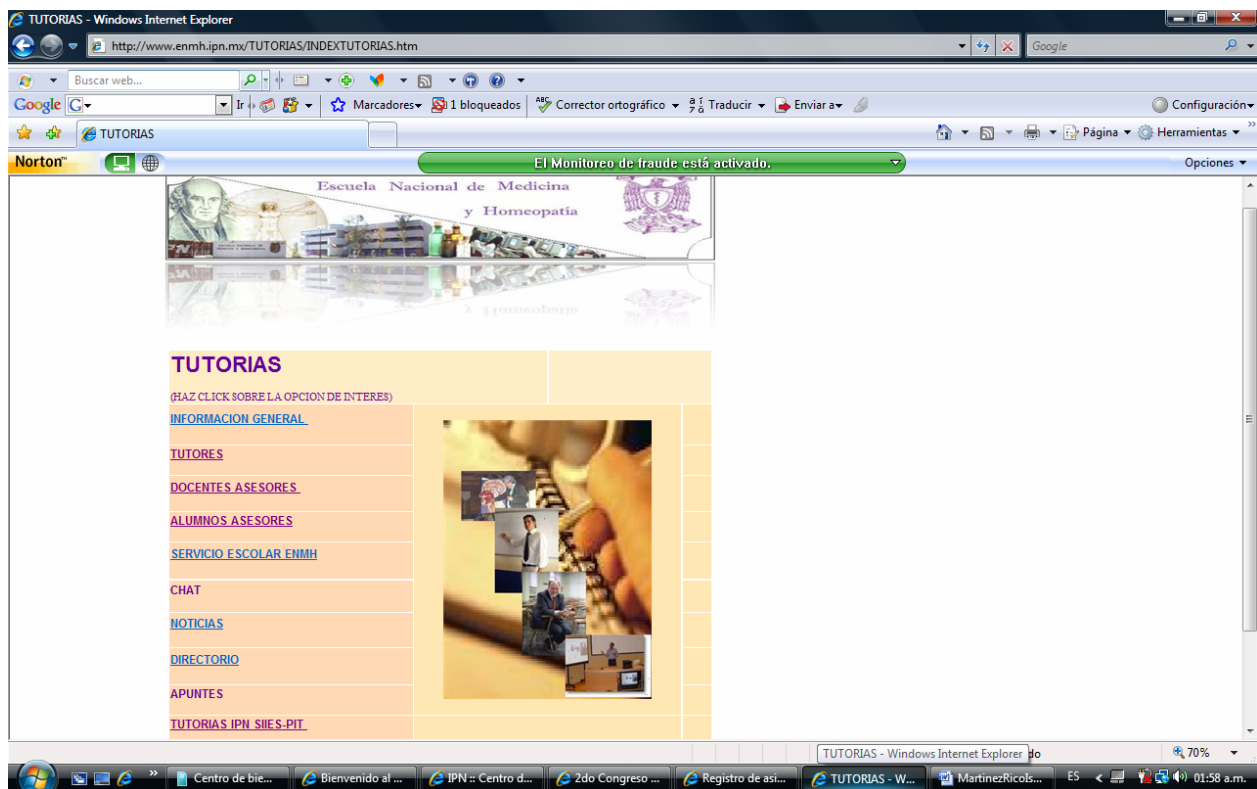 TUTORIAS - Windows Internet Explorer
http://www.enmh.ipn.mx/TUTORIAS/INDEXTUTORIAS.htm
Google
Buscar web...
Google G Ir Marcadores 1 bloqueados Corrector ortográfico Traducir Enviar a Configuración
TUTORIAS Página Herramientas
Norton El Monitoreo de fraude está activado. Opciones
Escuela Nacional de Medicina
y Homeopatía
TUTORIAS
(HAZ CLICK SOBRE LA OPCION DE INTERES)
INFORMACION GENERAL
TUTORES
DOCENTES ASESORES
ALUMNOS ASESORES
SERVICIO ESCOLAR ENMH
CHAT
NOTICIAS
DIRECTORIO
APUNTES
TUTORIAS IPN SIIES-PIT
TUTORIAS - Windows Internet Explorer do 70%
Centro de bie... Bienvenido al ... IPN :: Centro d... 2do Congreso ... Registro de asi... TUTORIAS - W... MartinezRicols... ES 01:58 a.m.